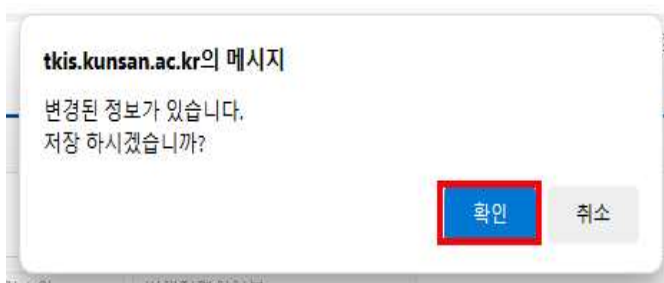 tkis.kunsan.ac.kr의 메시지
변경된 정보가 있습니다.
저장 하시겠습니까?
확인
취소